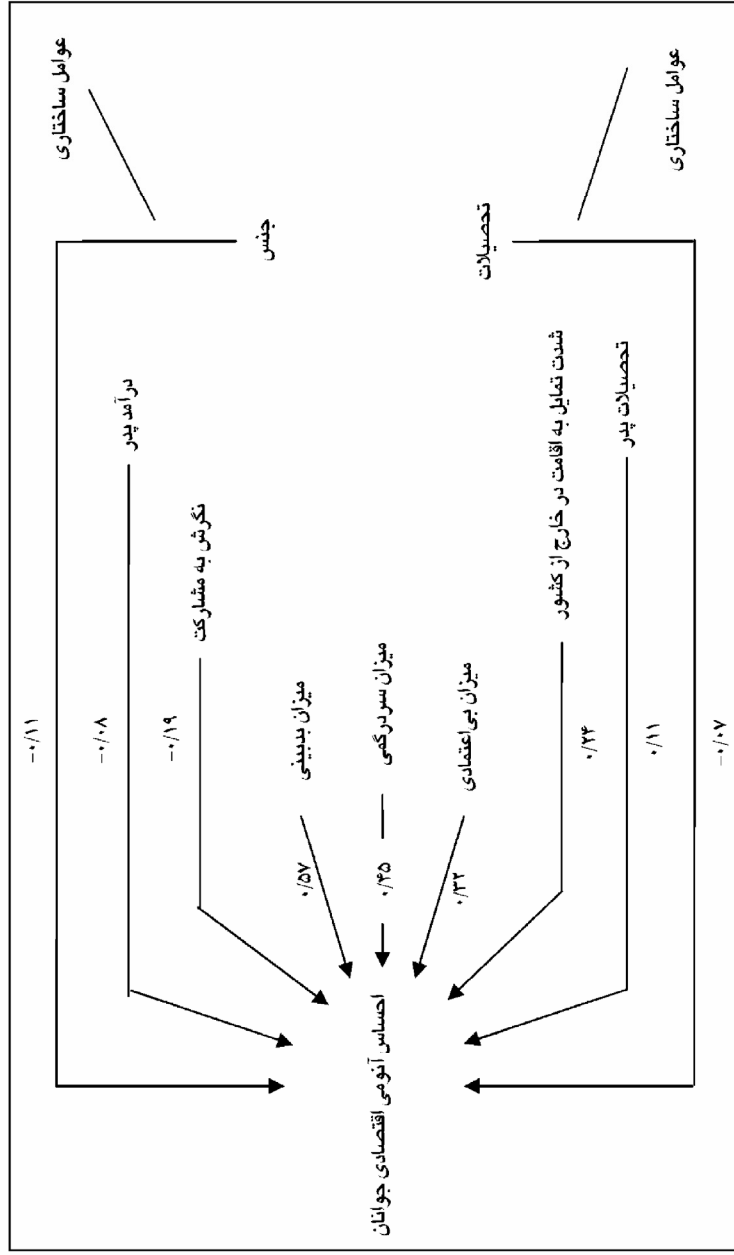 عوامل ساختاری
جنس
درآمد پدر
نگرش به مشارکت
میزان بدبینی
میزان سردرگمی
میزان بی‌اعتمادی
شدت تمایل به اقامت در خارج از کشور
تحصیلات پدر
تحصیلات
عوامل ساختاری
-۰/۱۱
-۰/۰۸
-۰/۱۹
۰/۵۷
۰/۴۵
۰/۳۲
۰/۲۴
۰/۱۱
-۰/۰۷
احساس آنومی اقتصادی جوانان